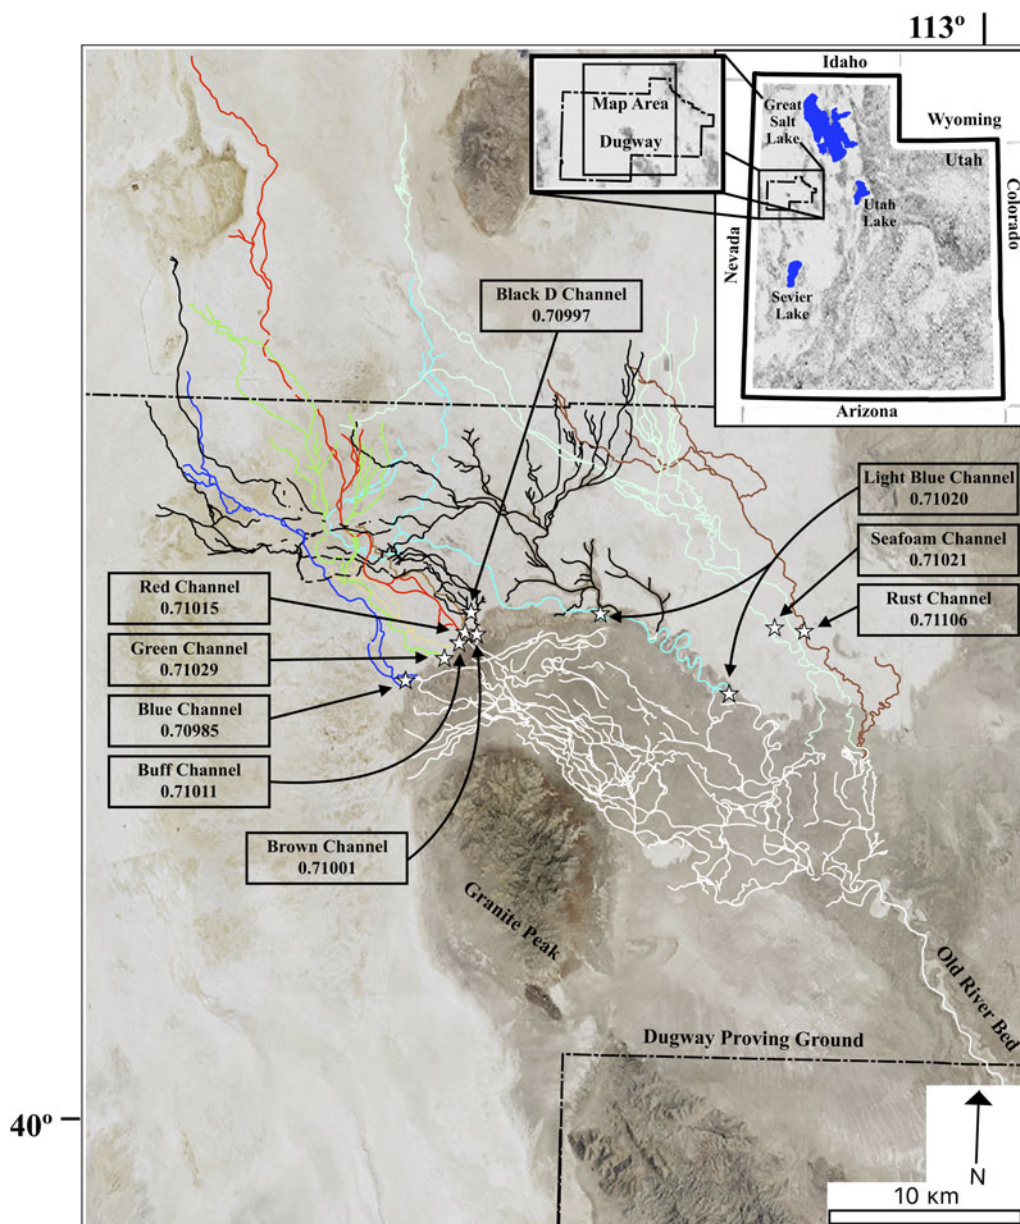 113º
Idaho
Map Area
Dugway
Great
Salt
Lake
Wyoming
Utah
Colorado
Utah
Lake
Nevada
Sevier
Lake
Arizona
Black D Channel
0.70997
Light Blue Channel
0.71020
Seafoam Channel
0.71021
Rust Channel
0.71106
Red Channel
0.71015
Green Channel
0.71029
Blue Channel
0.70985
Buff Channel
0.71011
Brown Channel
0.71001
Granite Peak
Old River Bed
Dugway Proving Ground
40º
N
10 км